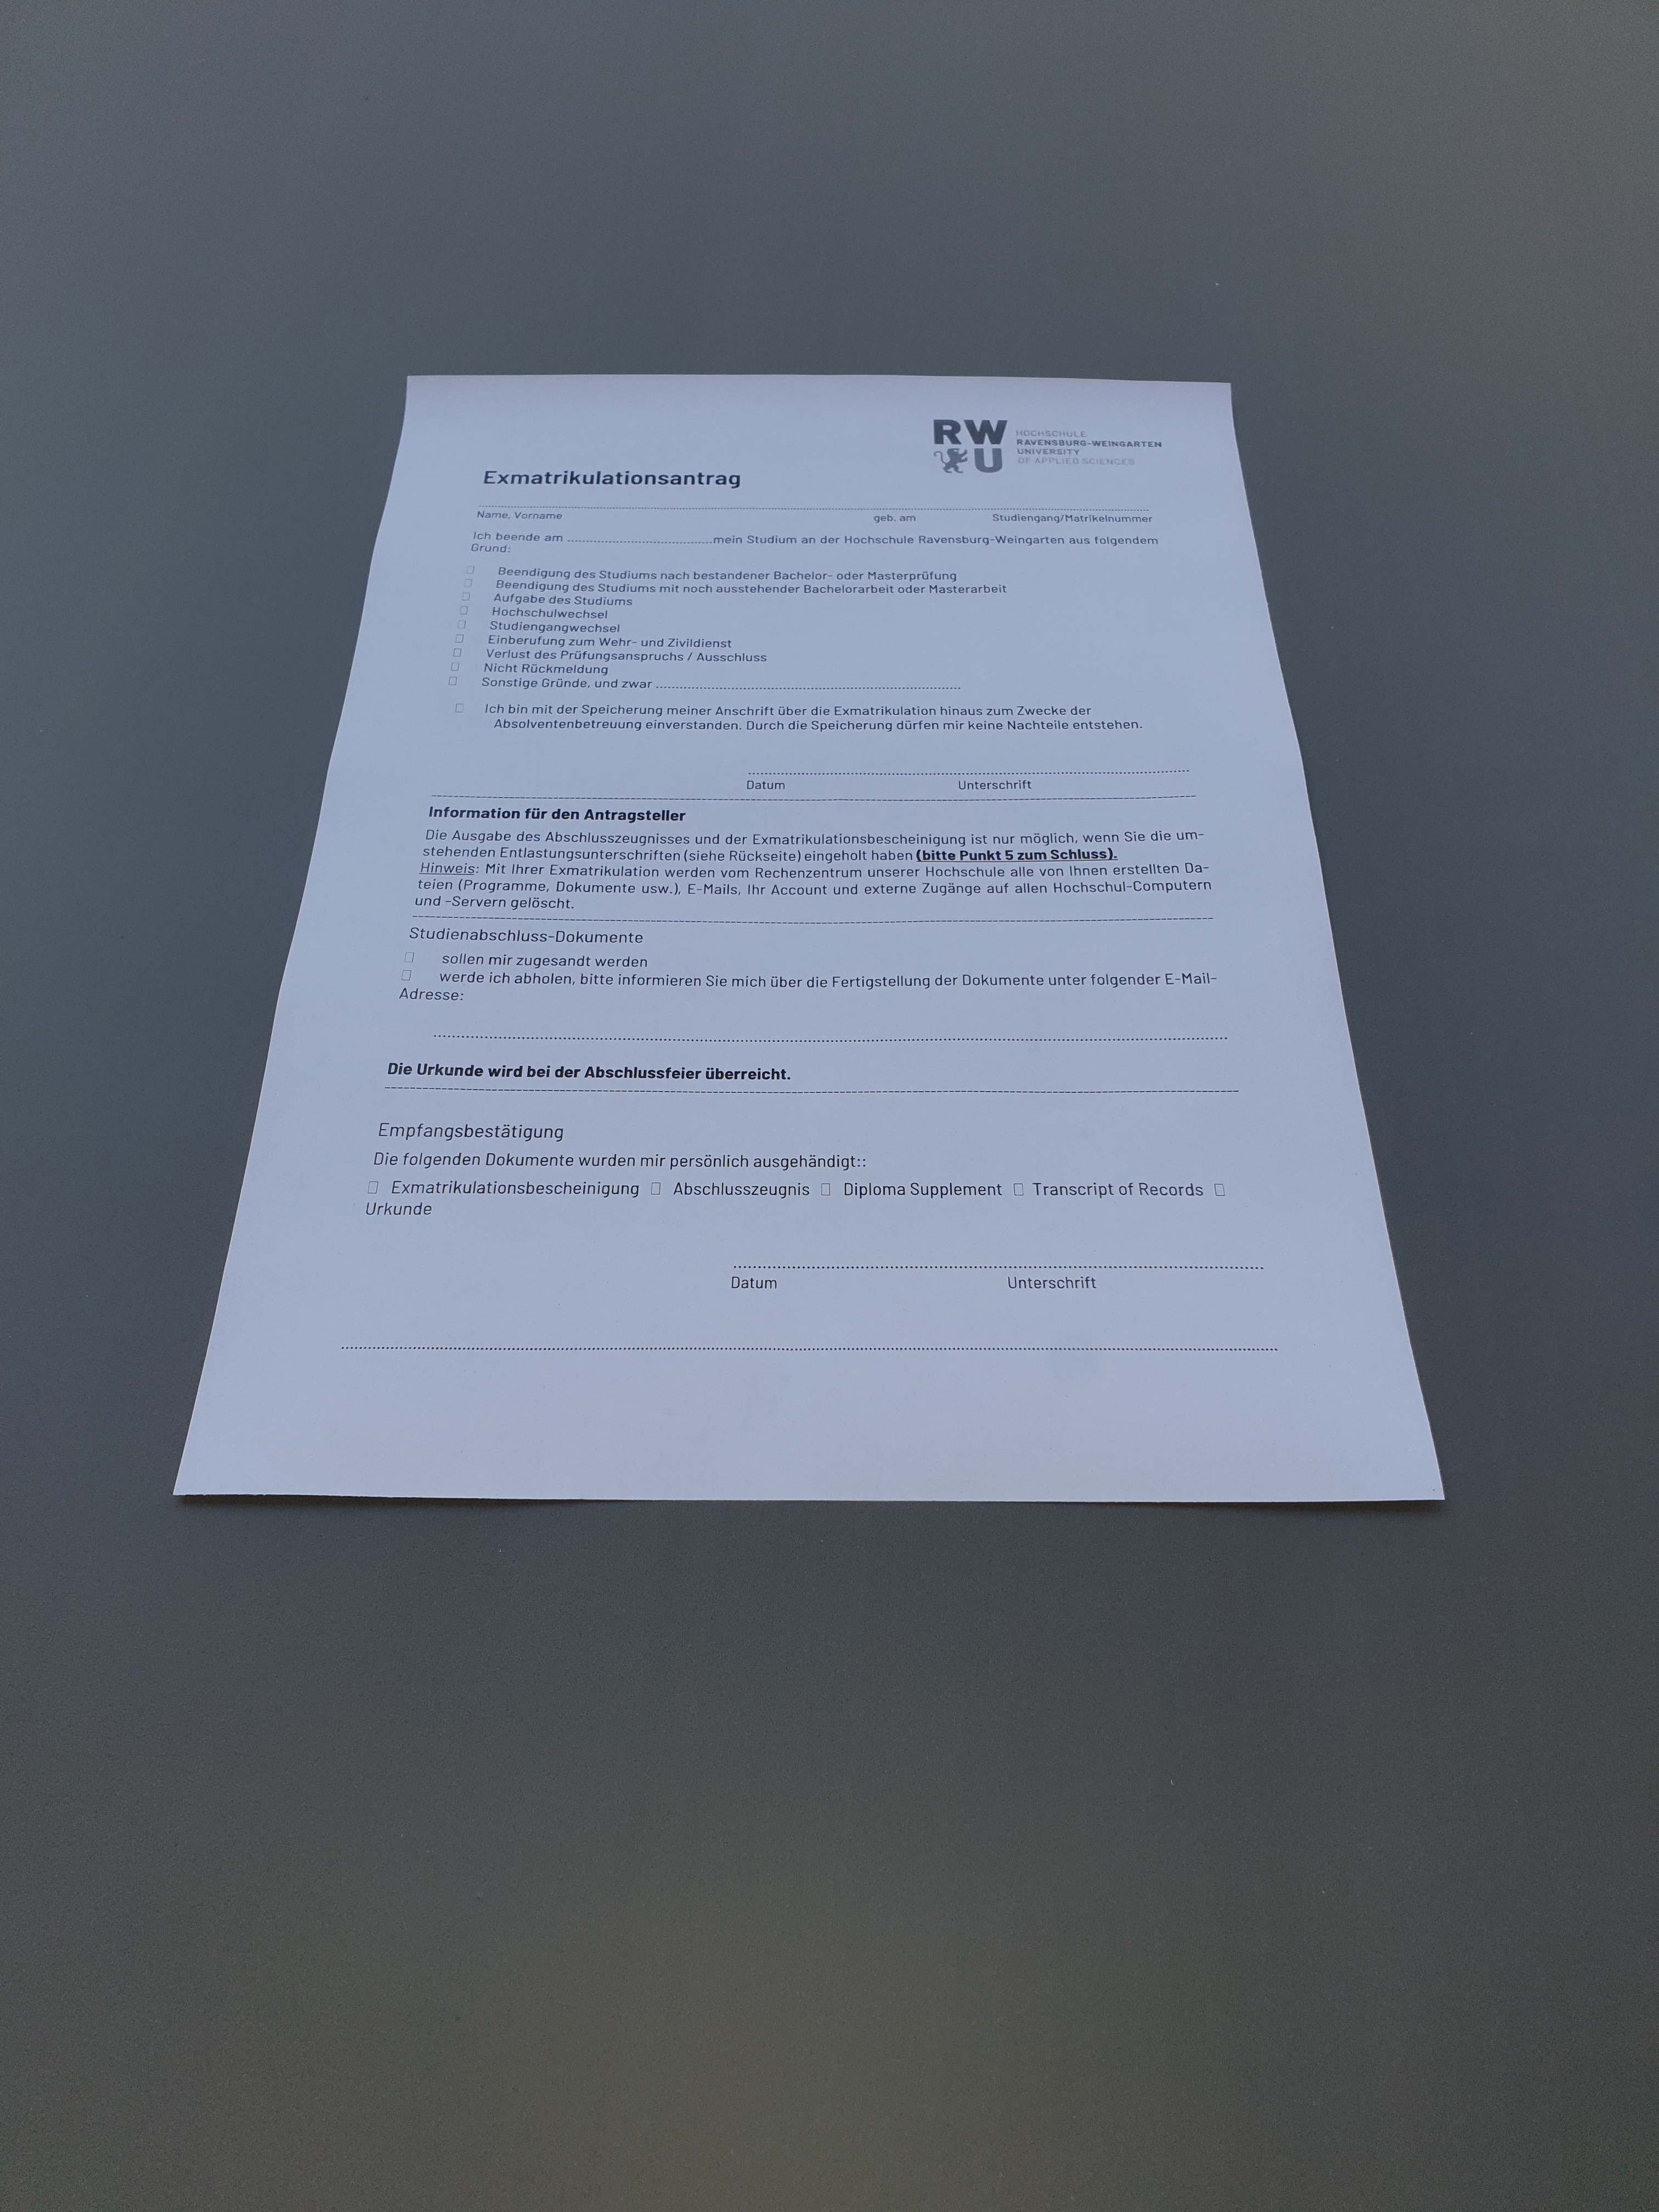 RW
U
HOCHSCHULE
RAVENSBURG-WEINGARTEN
UNIVERSITY
OF APPLIED SCIENCES
Exmatrikulationsantrag
Name, Vorname geb. am Studiengang/Matrikelnummer
Ich beende am ........................................mein Studium an der Hochschule Ravensburg-Weingarten aus folgendem
Grund:
☐ Beendigung des Studiums nach bestandener Bachelor- oder Masterprüfung
☐ Beendigung des Studiums mit noch ausstehender Bachelorarbeit oder Masterarbeit
☐ Aufgabe des Studiums
☐ Hochschulwechsel
☐ Studiengangwechsel
☐ Einberufung zum Wehr- und Zivildienst
☐ Verlust des Prüfungsanspruchs / Ausschluss
☐ Nicht Rückmeldung
☐ Sonstige Gründe, und zwar ................................................................................
☐ Ich bin mit der Speicherung meiner Anschrift über die Exmatrikulation hinaus zum Zwecke der
Absolventenbetreuung einverstanden. Durch die Speicherung dürfen mir keine Nachteile entstehen.
Datum Unterschrift
Information für den Antragsteller
Die Ausgabe des Abschlusszeugnisses und der Exmatrikulationsbescheinigung ist nur möglich, wenn Sie die um-
stehenden Entlastungsunterschriften (siehe Rückseite) eingeholt haben (bitte Punkt 5 zum Schluss).
Hinweis: Mit Ihrer Exmatrikulation werden vom Rechenzentrum unserer Hochschule alle von Ihnen erstellten Da-
teien (Programme, Dokumente usw.), E-Mails, Ihr Account und externe Zugänge auf allen Hochschul-Computern
und -Servern gelöscht.
Studienabschluss-Dokumente
☐ sollen mir zugesandt werden
☐ werde ich abholen, bitte informieren Sie mich über die Fertigstellung der Dokumente unter folgender E-Mail-
Adresse:
Die Urkunde wird bei der Abschlussfeier überreicht.
Empfangsbestätigung
Die folgenden Dokumente wurden mir persönlich ausgehändigt::
☐ Exmatrikulationsbescheinigung ☐ Abschlusszeugnis ☐ Diploma Supplement ☐ Transcript of Records ☐
Urkunde
Datum Unterschrift